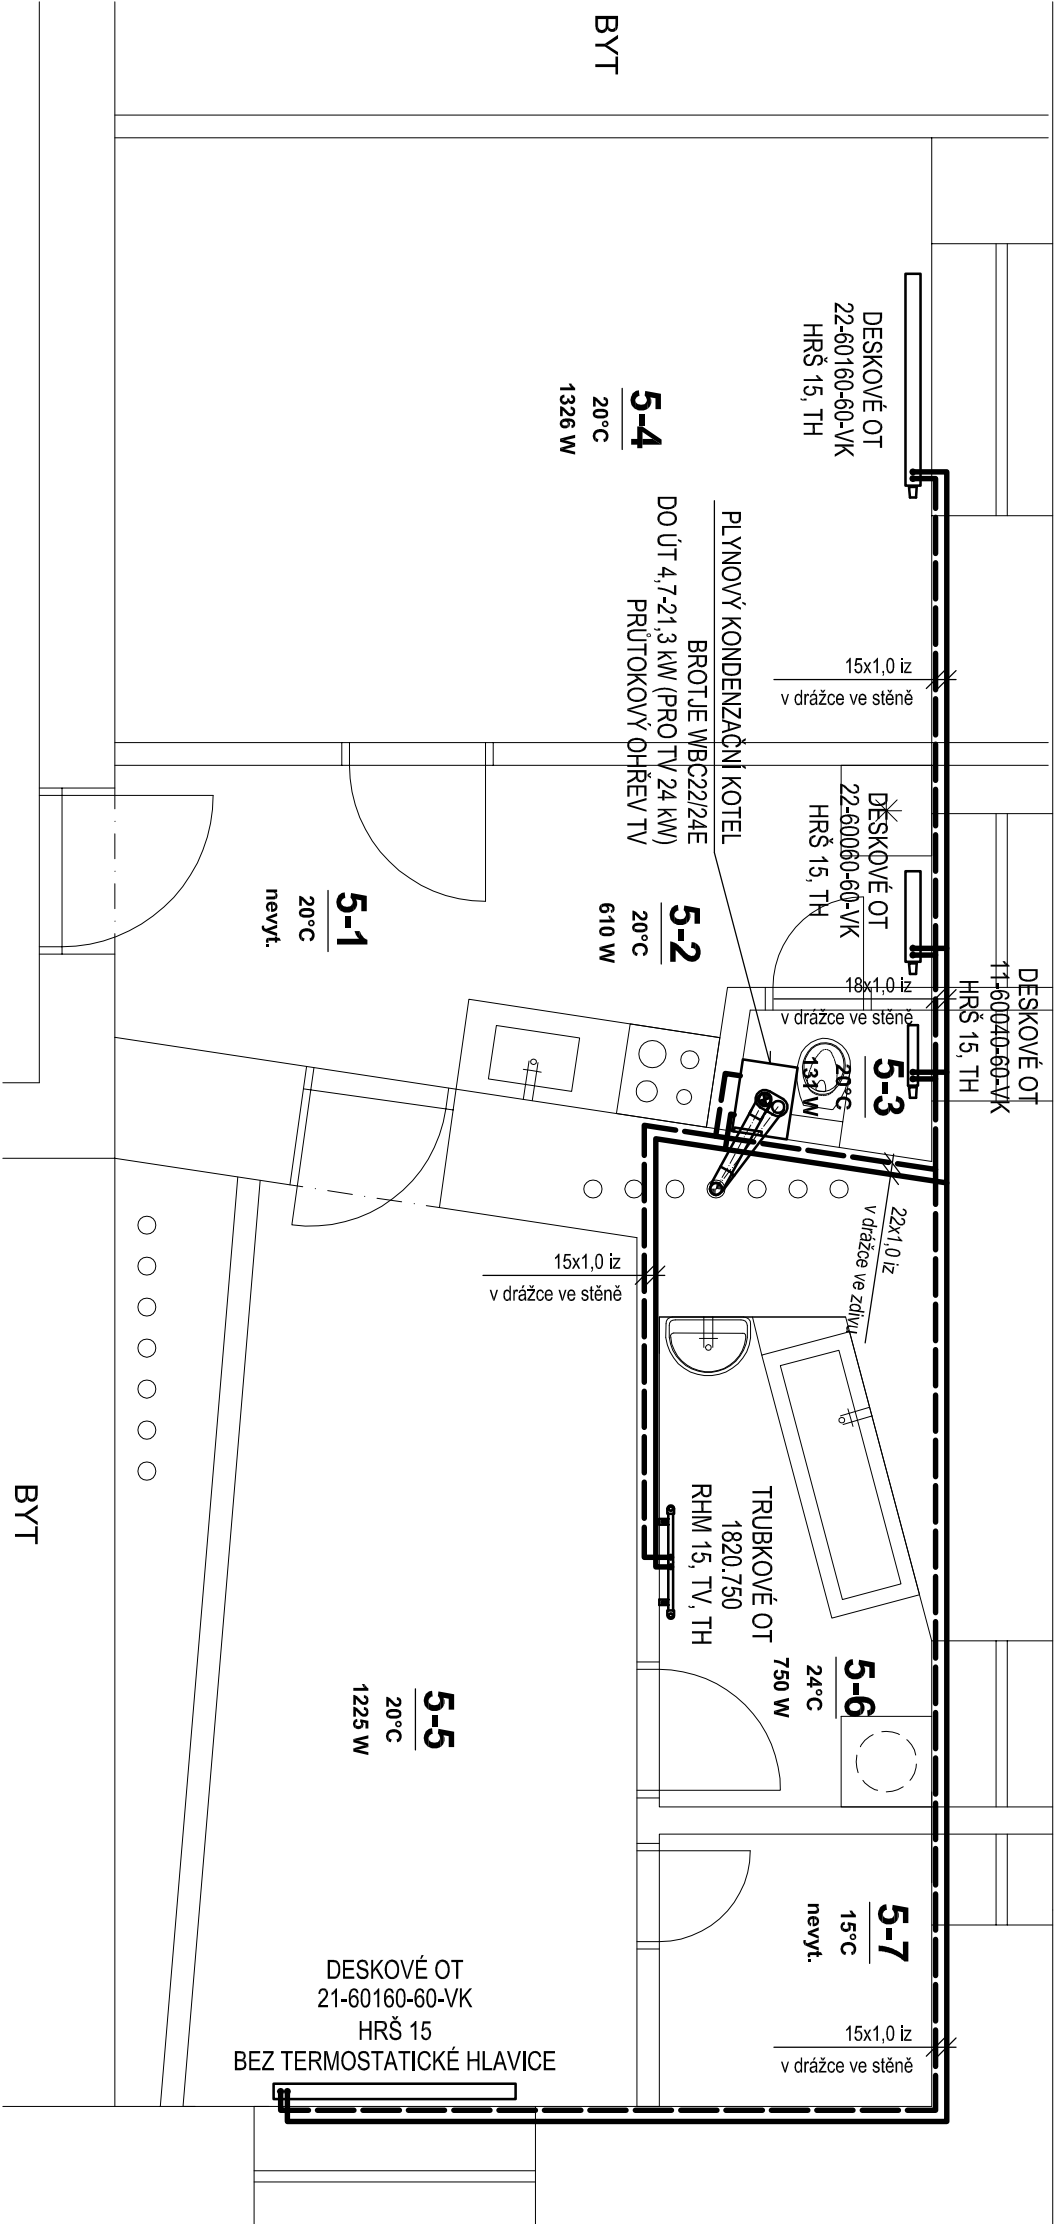 BYT
DESKOVÉ OT
22-60160-60-VK
HRŠ 15, TH
5-4
20°C
1326 W
PLYNOVÝ KONDENZAČNÍ KOTEL
BROTJE WBC22/24E
DO ÚT 4,7-21,3 kW (PRO TV 24 kW)
PRŮTOKOVÝ OHŘEV TV
15x1,0 iz
v drážce ve stěně
DESKOVÉ OT
22-60060-60-VK
HRŠ 15, TH
5-1
20°C
nevyt.
5-2
20°C
610 W
18x1,0 iz
v drážce ve stěně
DESKOVÉ OT
11-60040-60-VK
HRŠ 15, TH
5-3
20°C
131 W
22x1,0 iz
v drážce ve zdivu
15x1,0 iz
v drážce ve stěně
TRUBKOVÉ OT
1820.750
RHM 15, TV, TH
5-6
24°C
750 W
5-5
20°C
1225 W
BYT
5-7
15°C
nevyt.
15x1,0 iz
v drážce ve stěně
DESKOVÉ OT
21-60160-60-VK
HRŠ 15
BEZ TERMOSTATICKÉ HLAVICE